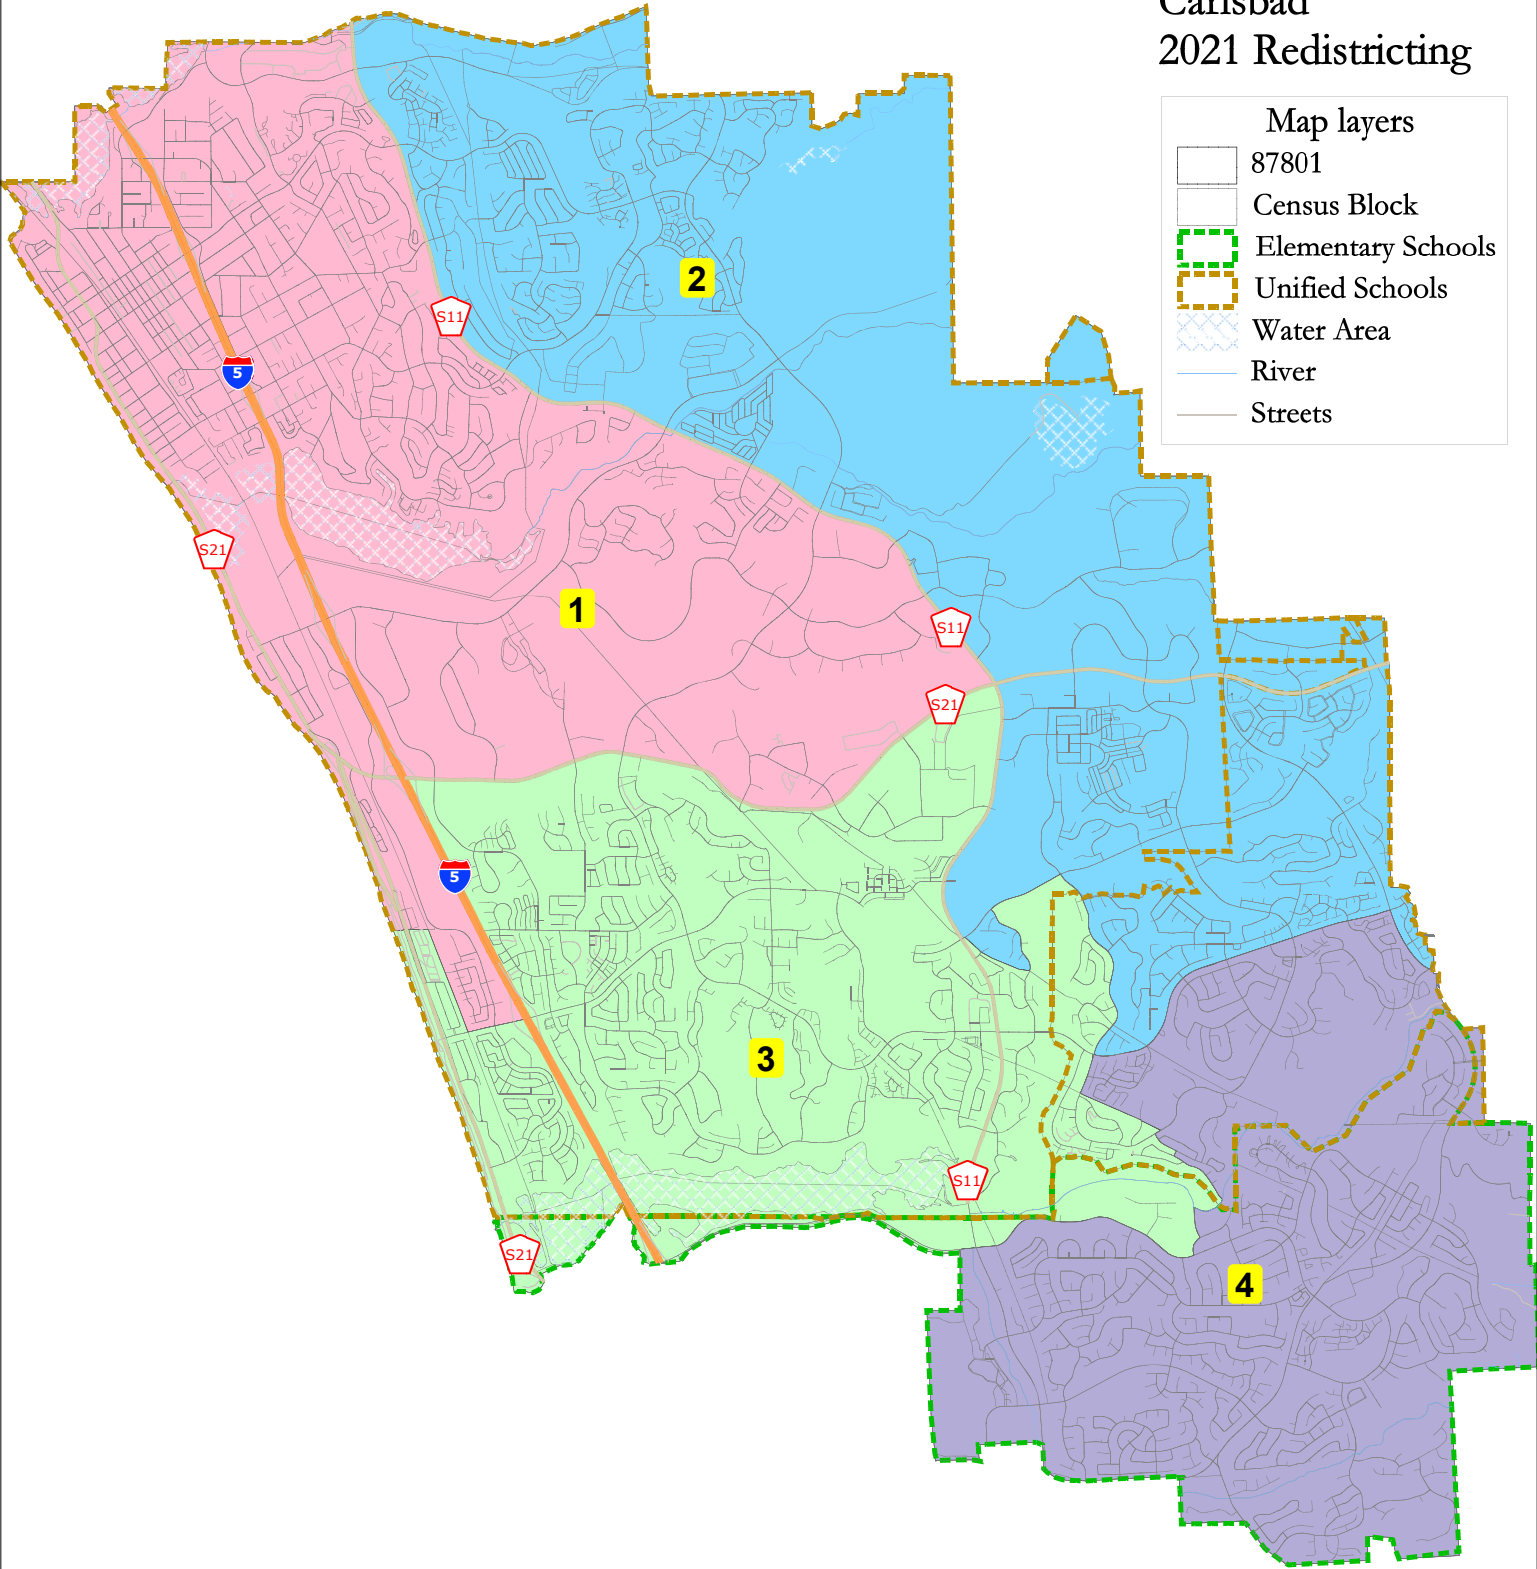 Carlsbad
2021 Redistricting
Map layers
87801
Census Block
Elementary Schools
Unified Schools
Water Area
River
Streets
2
S11
5
S21
1
S11
S21
5
3
S11
S21
4